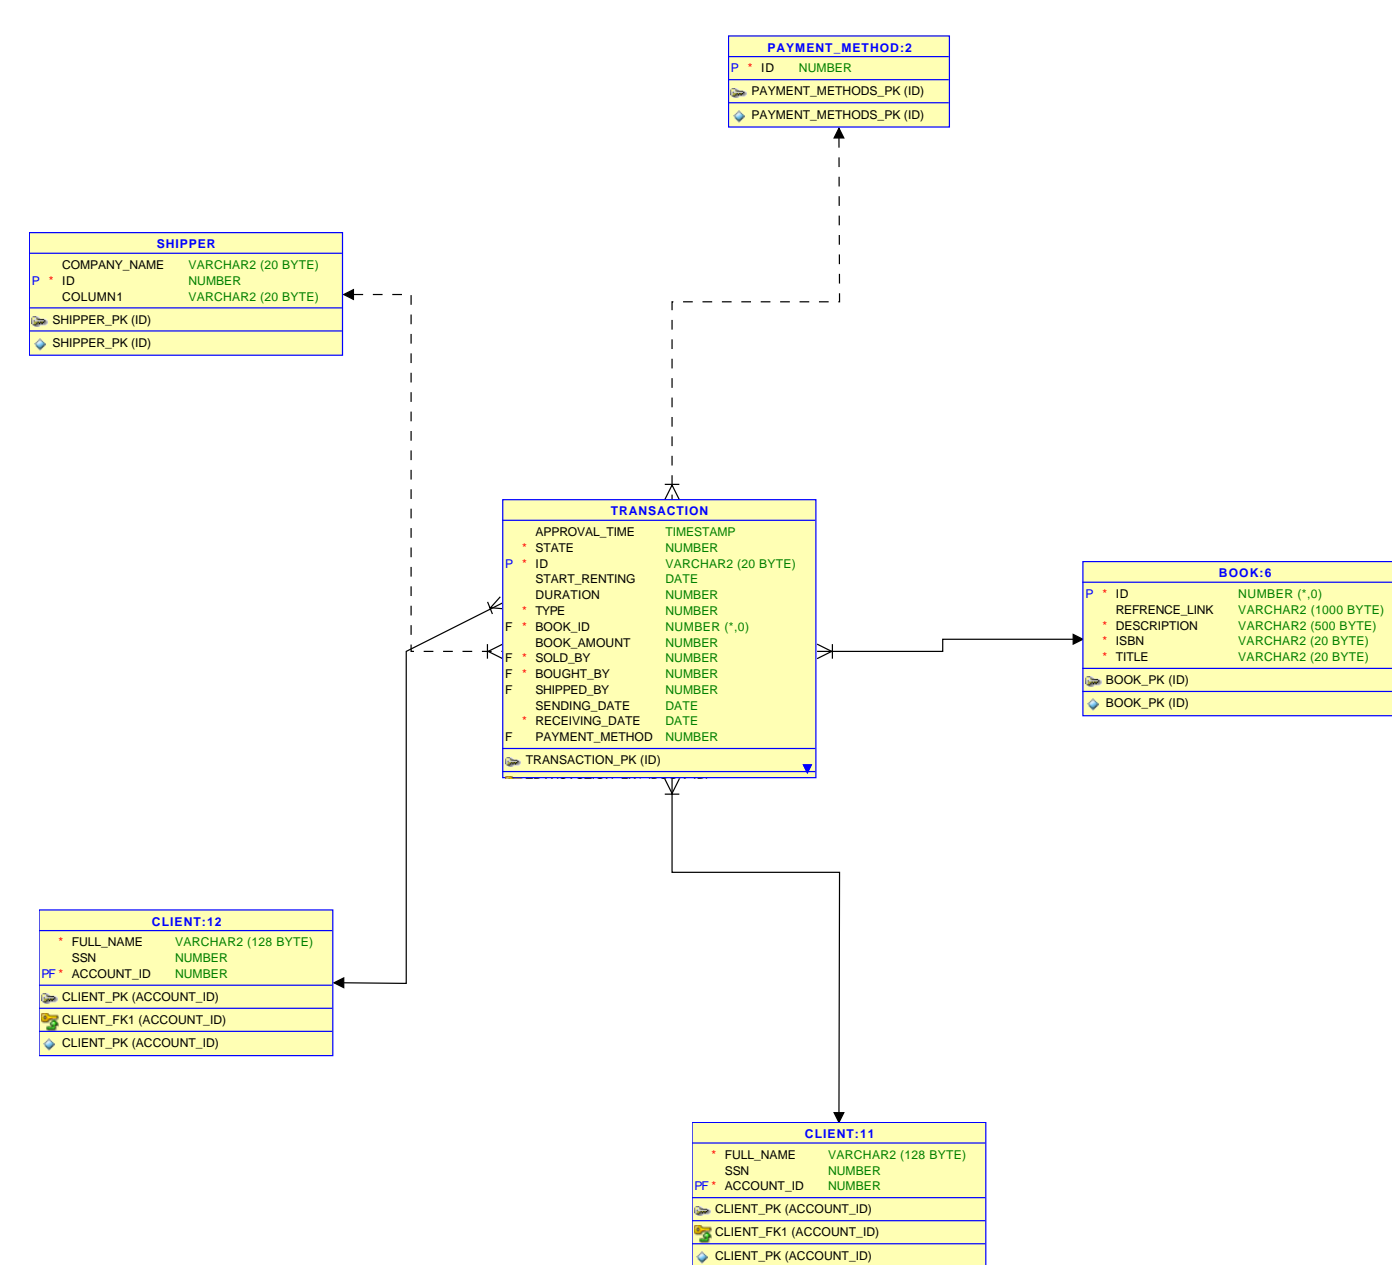 PAYMENT_METHOD:2
P * ID NUMBER
PAYMENT_METHODS_PK (ID)
PAYMENT_METHODS_PK (ID)
SHIPPER
COMPANY_NAME VARCHAR2 (20 BYTE)
P * ID NUMBER
COLUMN1 VARCHAR2 (20 BYTE)
SHIPPER_PK (ID)
SHIPPER_PK (ID)
TRANSACTION
APPROVAL_TIME TIMESTAMP
* STATE NUMBER
P * ID VARCHAR2 (20 BYTE)
START_RENTING DATE
DURATION NUMBER
* TYPE NUMBER
F * BOOK_ID NUMBER (*,0)
BOOK_AMOUNT NUMBER
F * SOLD_BY NUMBER
F * BOUGHT_BY NUMBER
F SHIPPED_BY NUMBER
SENDING_DATE DATE
* RECEIVING_DATE DATE
F PAYMENT_METHOD NUMBER
TRANSACTION_PK (ID)
BOOK:6
P * ID NUMBER (*,0)
REFRENCE_LINK VARCHAR2 (1000 BYTE)
* DESCRIPTION VARCHAR2 (500 BYTE)
* ISBN VARCHAR2 (20 BYTE)
* TITLE VARCHAR2 (20 BYTE)
BOOK_PK (ID)
BOOK_PK (ID)
CLIENT:12
* FULL_NAME VARCHAR2 (128 BYTE)
SSN NUMBER
PF * ACCOUNT_ID NUMBER
CLIENT_PK (ACCOUNT_ID)
CLIENT_FK1 (ACCOUNT_ID)
CLIENT_PK (ACCOUNT_ID)
CLIENT:11
* FULL_NAME VARCHAR2 (128 BYTE)
SSN NUMBER
PF * ACCOUNT_ID NUMBER
CLIENT_PK (ACCOUNT_ID)
CLIENT_FK1 (ACCOUNT_ID)
CLIENT_PK (ACCOUNT_ID)